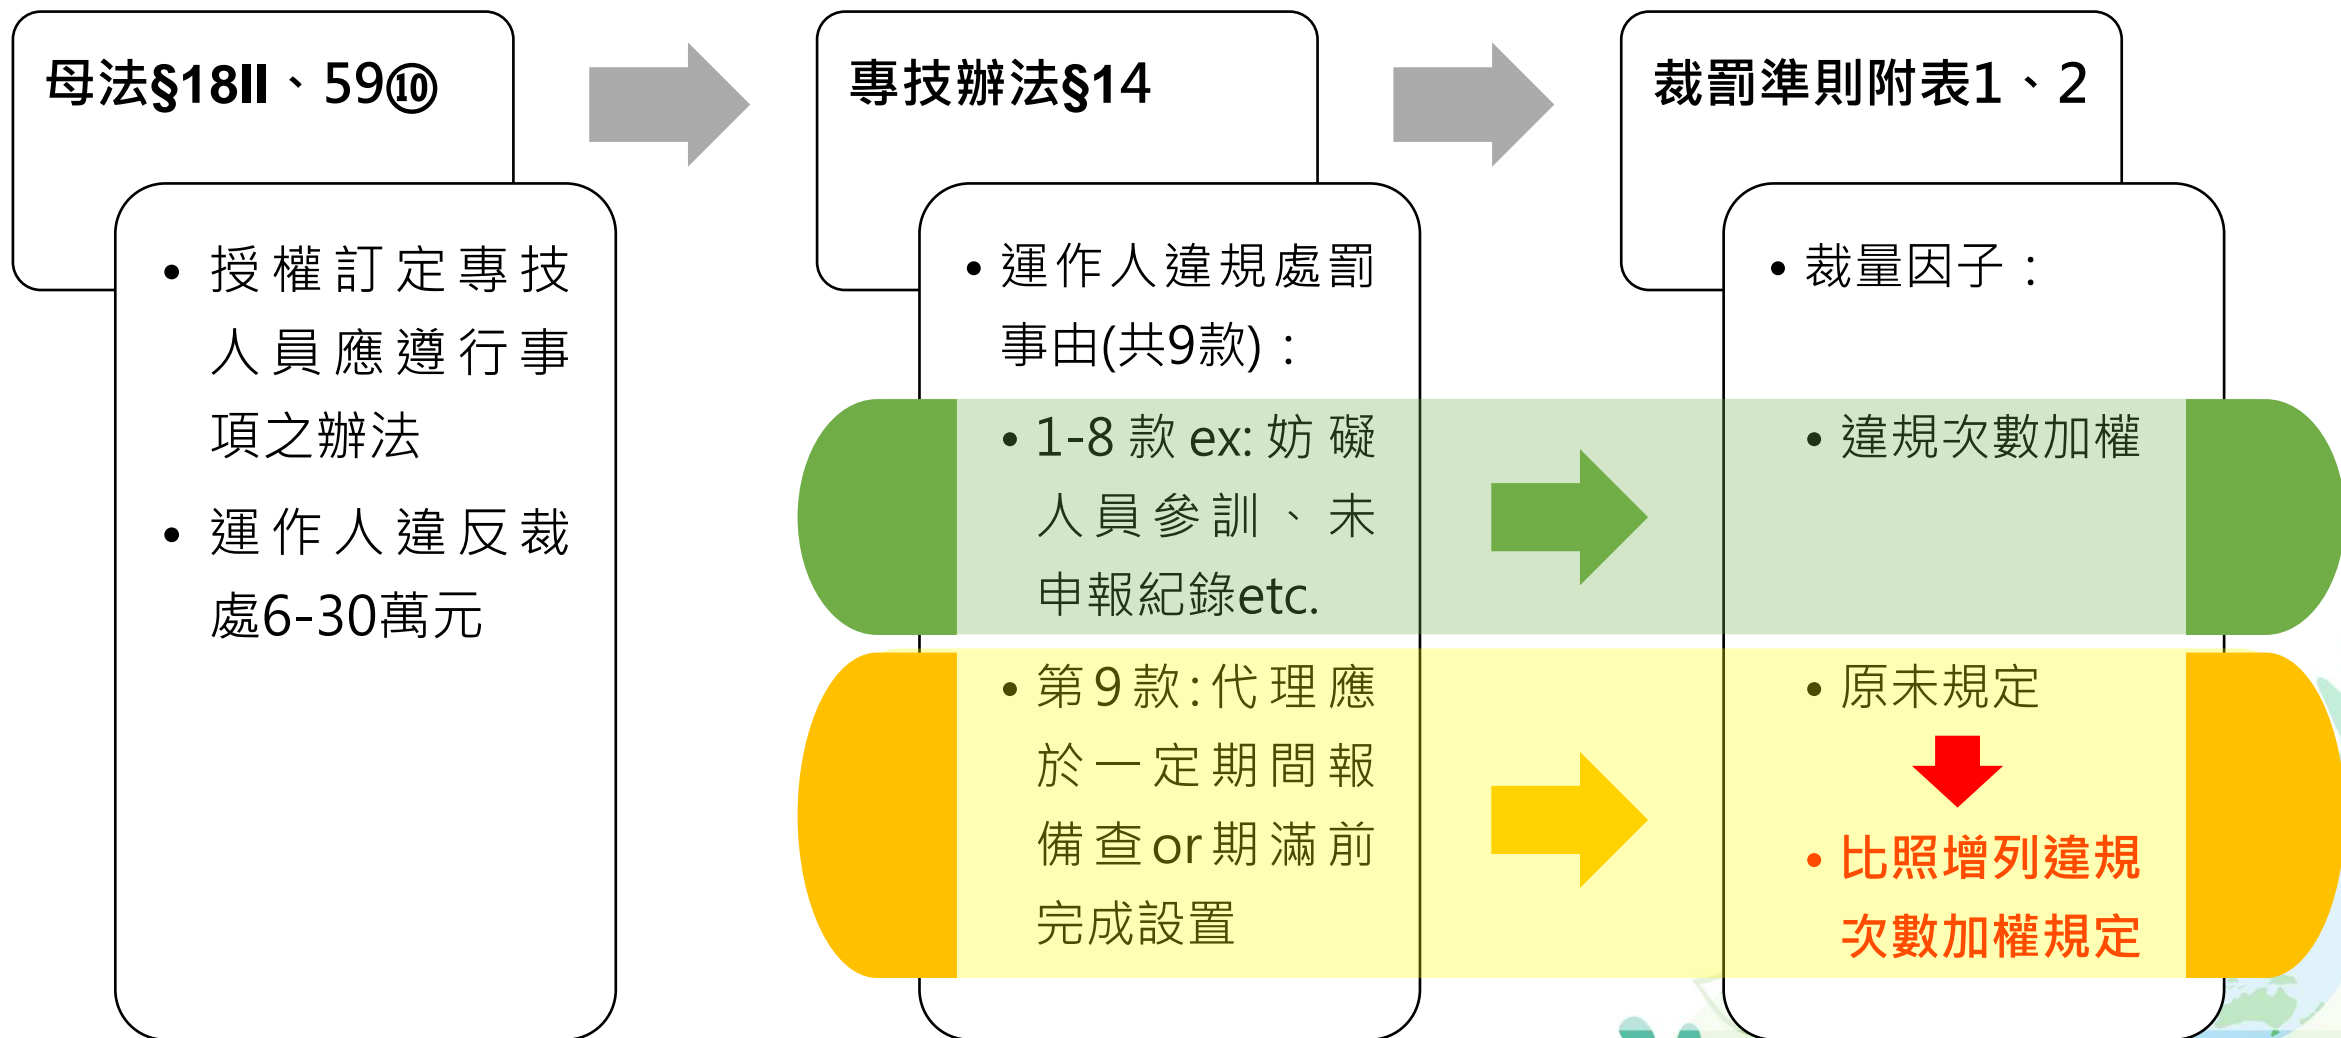 母法§18II、59⑩
• 授權訂定專技
人員應遵行事
項之辦法
• 運作人違反裁
處6-30萬元
專技辦法§14
• 運作人違規處罰
事由(共9款)：
• 1-8款ex:妨礙
人員參訓、未
申報紀錄etc.
• 第9款:代理應
於一定期間報
備查or期滿前
完成設置
裁罰準則附表1、2
• 裁量因子：
• 違規次數加權
• 原未規定
• 比照增列違規
次數加權規定